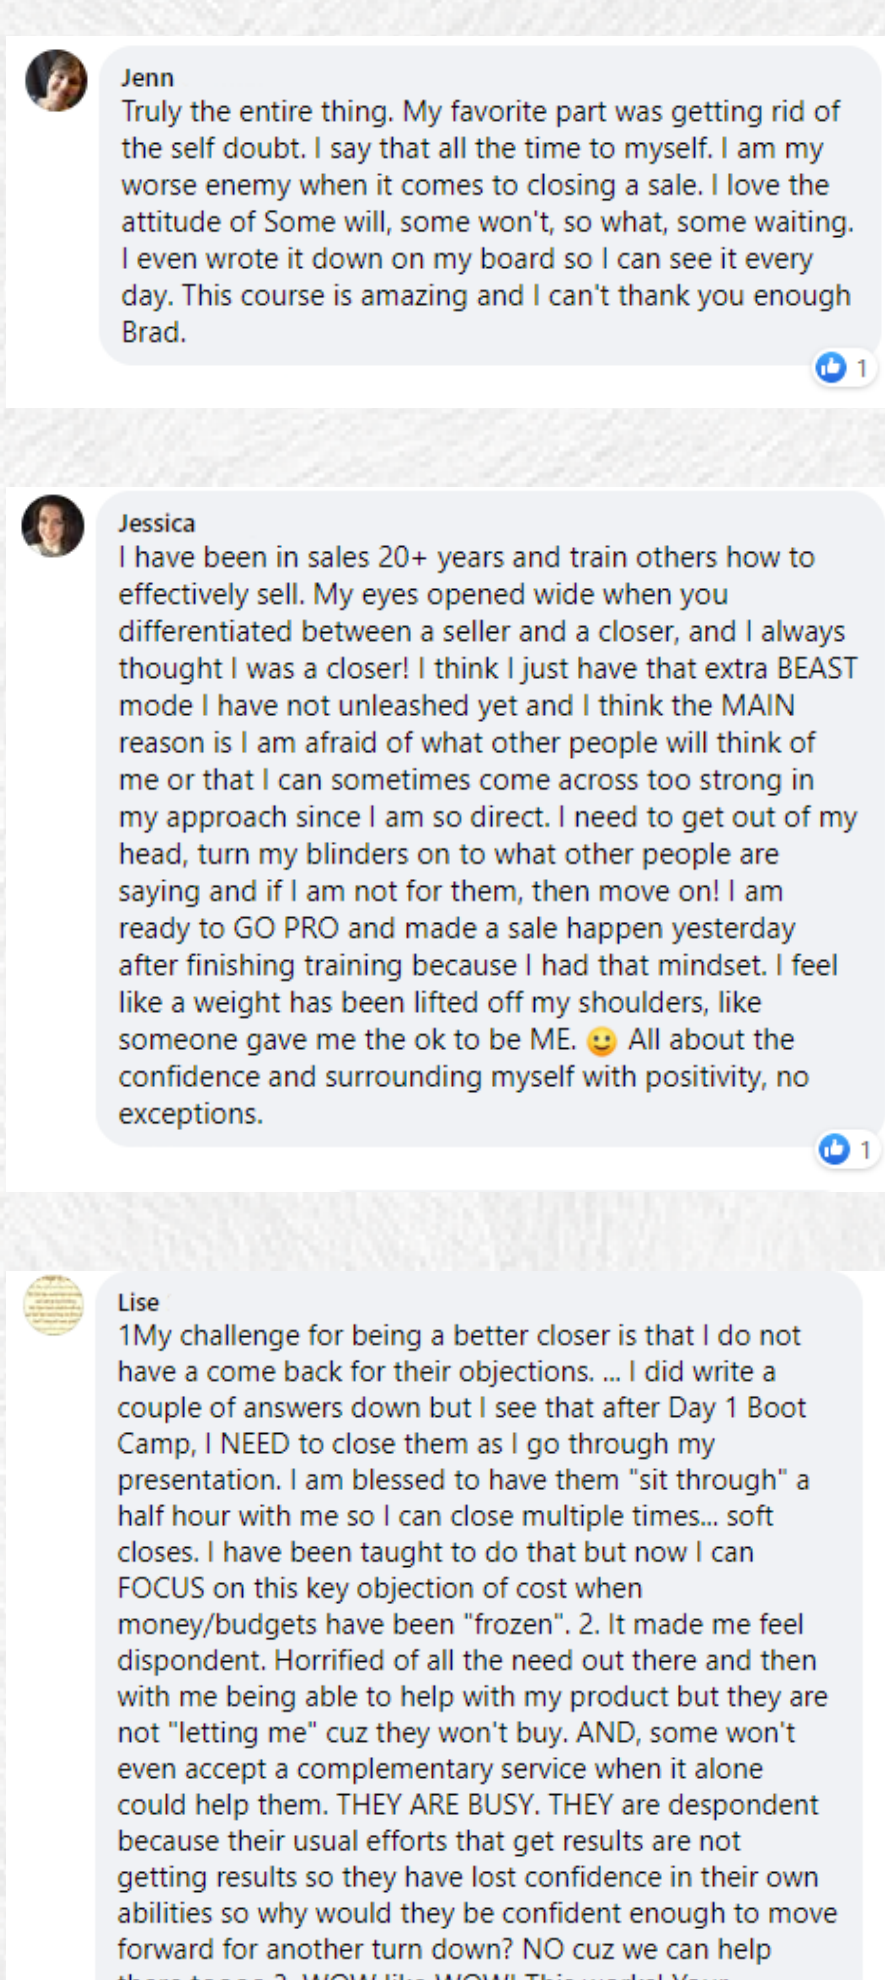 Jenn
Truly the entire thing. My favorite part was getting rid of
the self doubt. I say that all the time to myself. I am my
worse enemy when it comes to closing a sale. I love the
attitude of Some will, some won't, so what, some waiting.
I even wrote it down on my board so I can see it every
day. This course is amazing and I can't thank you enough
Brad.
1
Jessica
I have been in sales 20+ years and train others how to
effectively sell. My eyes opened wide when you
differentiated between a seller and a closer, and I always
thought I was a closer! I think I just have that extra BEAST
mode I have not unleashed yet and I think the MAIN
reason is I am afraid of what other people will think of
me or that I can sometimes come across too strong in
my approach since I am so direct. I need to get out of my
head, turn my blinders on to what other people are
saying and if I am not for them, then move on! I am
ready to GO PRO and made a sale happen yesterday
after finishing training because I had that mindset. I feel
like a weight has been lifted off my shoulders, like
someone gave me the ok to be ME. 🙂 All about the
confidence and surrounding myself with positivity, no
exceptions.
1
Lise
1My challenge for being a better closer is that I do not
have a come back for their objections. ... I did write a
couple of answers down but I see that after Day 1 Boot
Camp, I NEED to close them as I go through my
presentation. I am blessed to have them "sit through" a
half hour with me so I can close multiple times... soft
closes. I have been taught to do that but now I can
FOCUS on this key objection of cost when
money/budgets have been "frozen". 2. It made me feel
dispondent. Horrified of all the need out there and then
with me being able to help with my product but they are
not "letting me" cuz they won't buy. AND, some won't
even accept a complementary service when it alone
could help them. THEY ARE BUSY. THEY are despondent
because their usual efforts that get results are not
getting results so they have lost confidence in their own
abilities so why would they be confident enough to move
forward for another turn down? NO cuz we can help
WOW like WOW! This works! Your